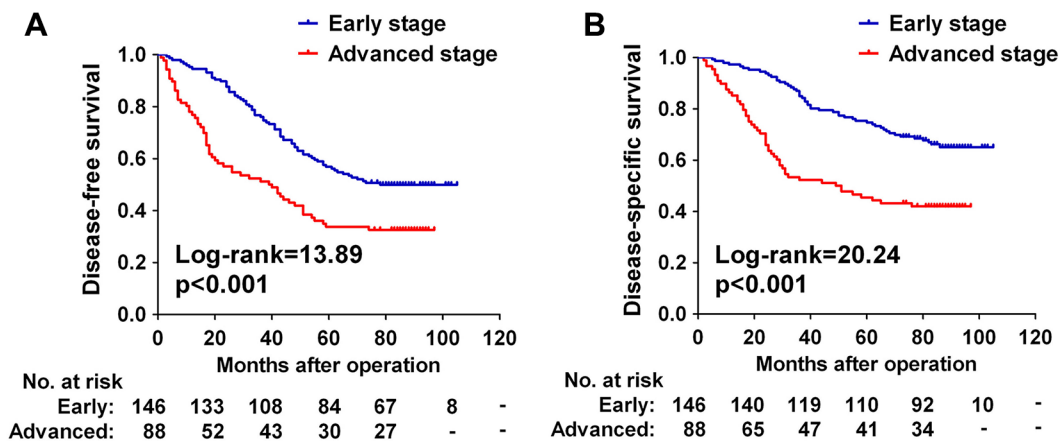 A
Early stage
Advanced stage
Disease-free survival
1.0
0.8
0.6
0.4
0.2
0.0
Log-rank=13.89
p<0.001
0 20 40 60 80 100 120
Months after operation
No. at risk
Early: 146 133 108 84 67 8 -
Advanced: 88 52 43 30 27 - -
B
Early stage
Advanced stage
Disease-specific survival
1.0
0.8
0.6
0.4
0.2
0.0
Log-rank=20.24
p<0.001
0 20 40 60 80 100 120
Months after operation
No. at risk
Early: 146 140 119 110 92 10 -
Advanced: 88 65 47 41 34 - -